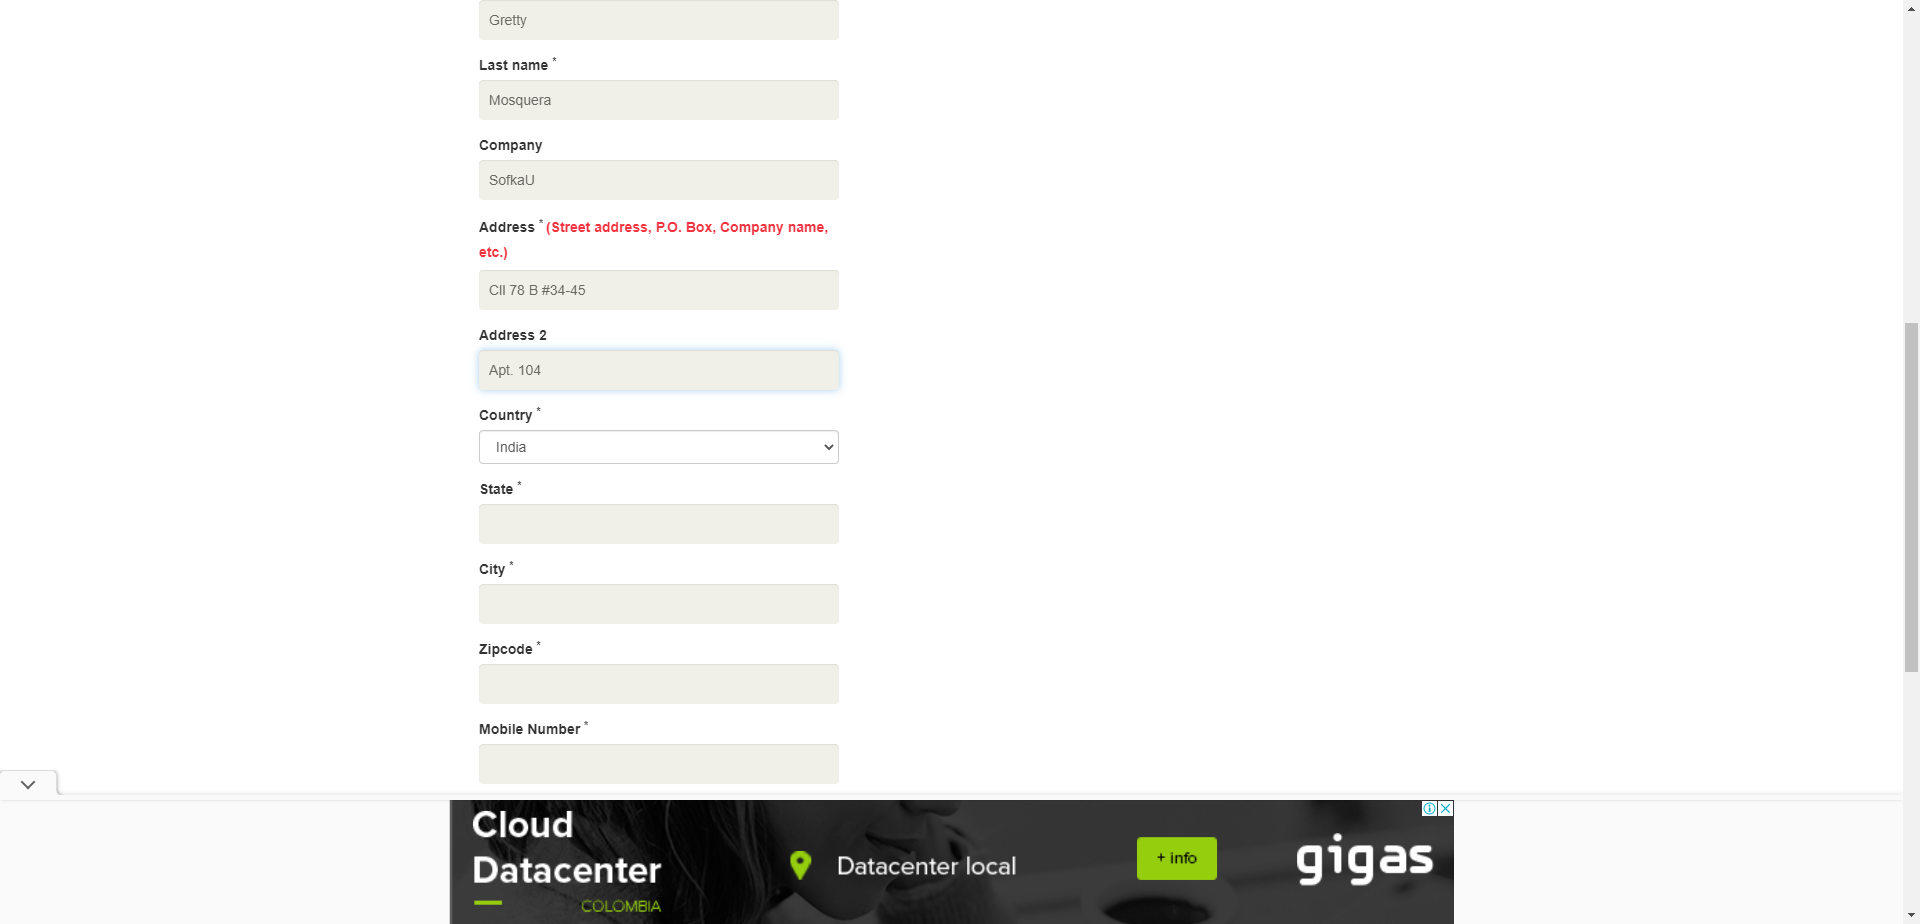 Gretty
Last name *
Mosquera
Company
SofkaU
Address * (Street address, P.O. Box, Company name,
etc.)
Cll 78 B #34-45
Address 2
Apt. 104
Country *
India
State *
City *
Zipcode *
Mobile Number *
Cloud
Datacenter
COLOMBIA
Datacenter local
+ info
gigas